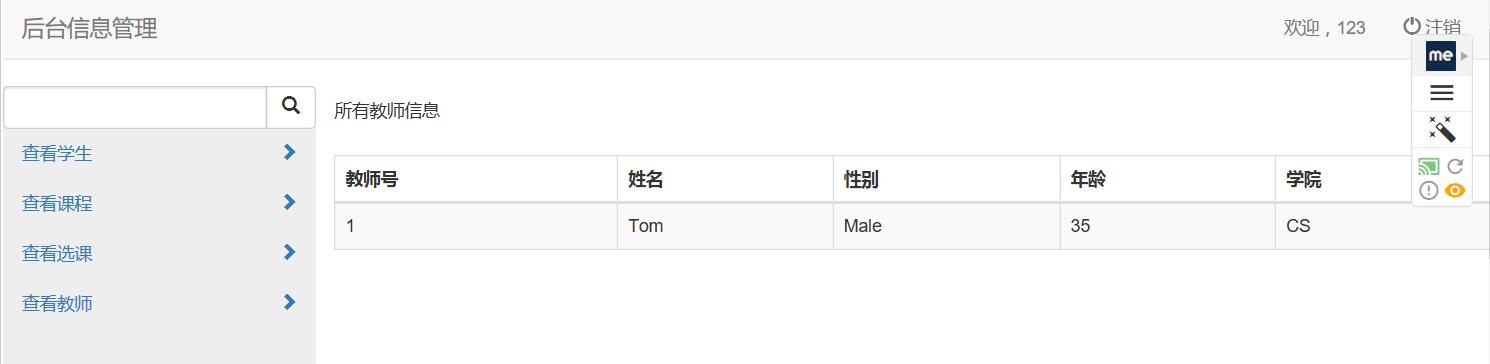 后台信息管理 欢迎，123 注销
me
所有教师信息
查看学生
查看课程
查看选课
查看教师
教师号 姓名 性别 年龄 学院
1 Tom Male 35 CS